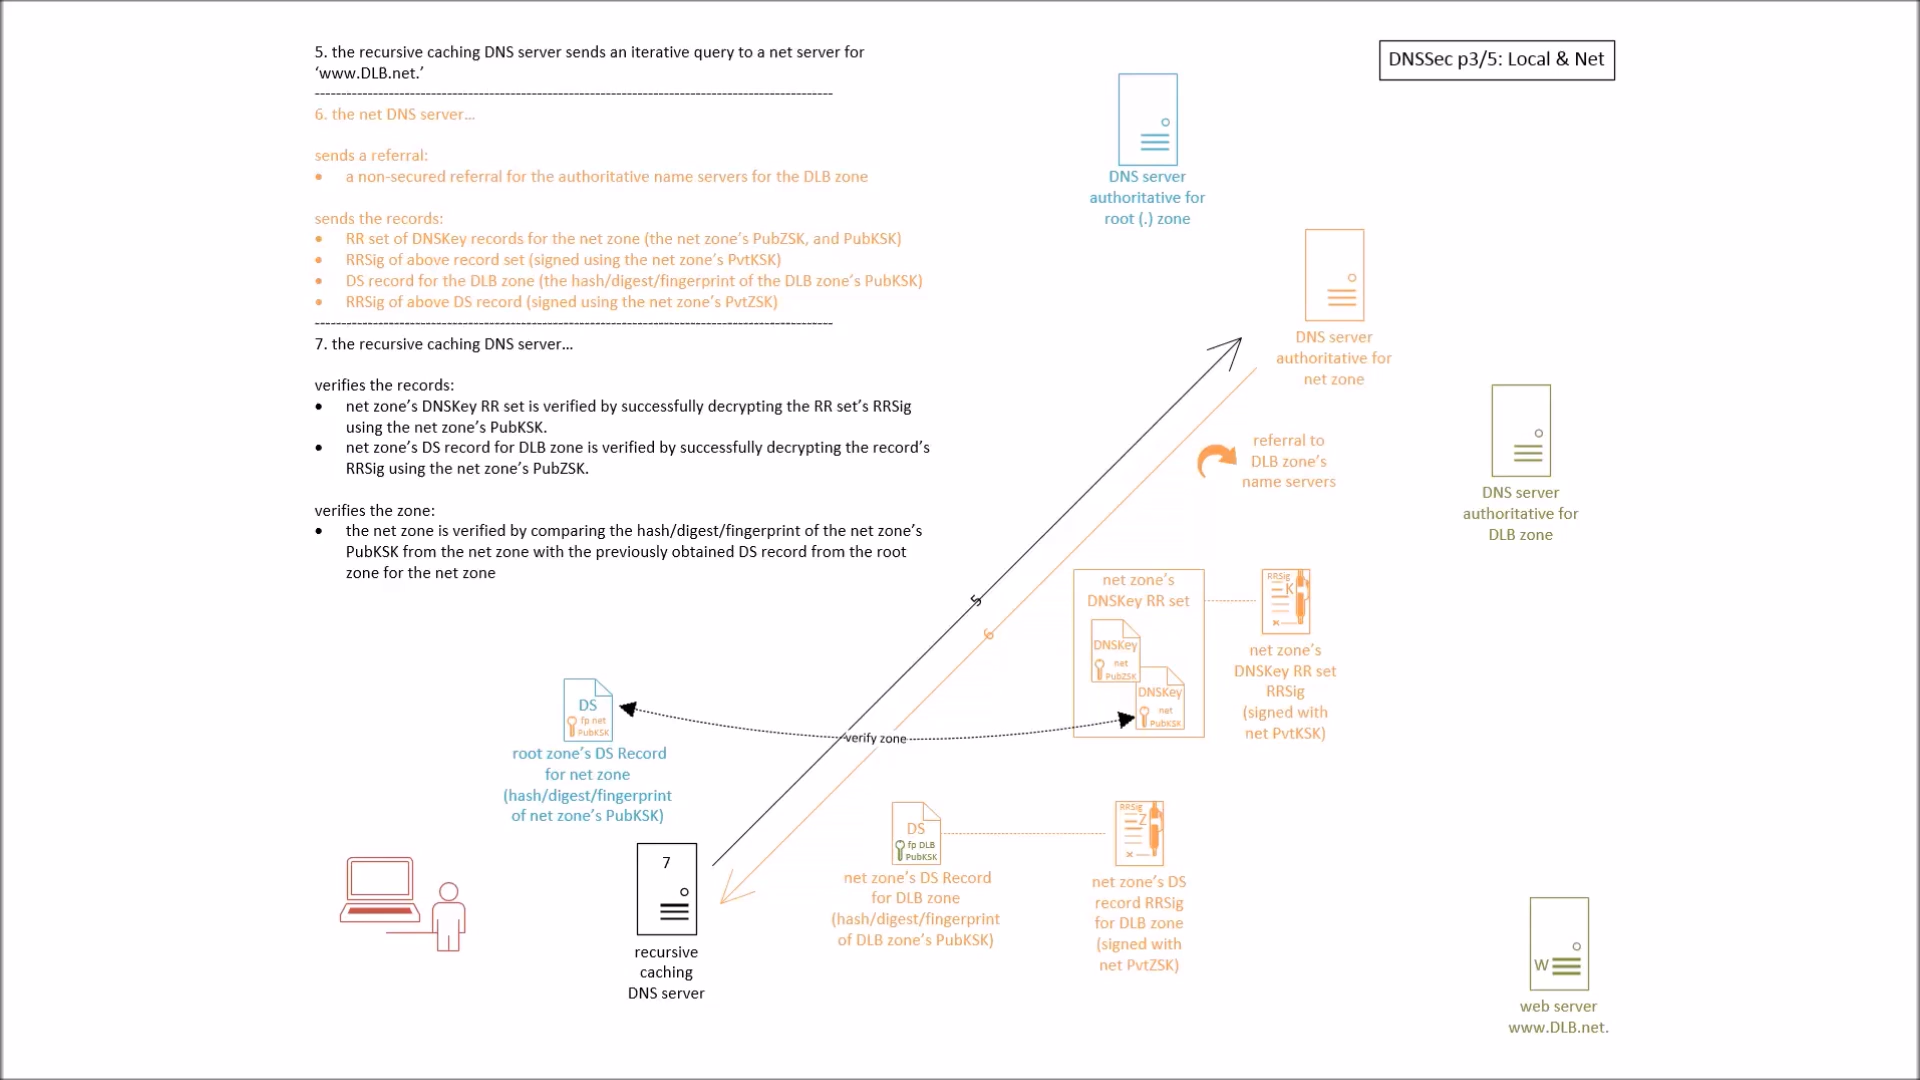 5. the recursive caching DNS server sends an iterative query to a net server for
‘www.DLB.net.’
6. the net DNS server…
sends a referral:
• a non-secured referral for the authoritative name servers for the DLB zone
sends the records:
• RR set of DNSKey records for the net zone (the net zone’s PubZSK, and PubKSK)
• RRSig of above record set (signed using the net zone’s PvtKSK)
• DS record for the DLB zone (the hash/digest/fingerprint of the DLB zone’s PubKSK)
• RRSig of above DS record (signed using the net zone’s PvtZSK)
7. the recursive caching DNS server…
verifies the records:
• net zone’s DNSKey RR set is verified by successfully decrypting the RR set’s RRSig
using the net zone’s PubKSK.
• net zone’s DS record for DLB zone is verified by successfully decrypting the record’s
RRSig using the net zone’s PubZSK.
verifies the zone:
• the net zone is verified by comparing the hash/digest/fingerprint of the net zone’s
PubKSK from the net zone with the previously obtained DS record from the root
zone for the net zone
DNSSec p3/5: Local & Net
DNS server
authoritative for
root (.) zone
DNS server
authoritative for
net zone
referral to
DLB zone’s
name servers
DNS server
authoritative for
DLB zone
5
6
net zone’s
DNSKey RR set
DNSKey
net
PubZSK
DNSKey
net
PubKSK
RRSig
K
net zone’s
DNSKey RR set
RRSig
(signed with
net PvtKSK)
verify zone
DS
fp net
PubKSK
root zone’s DS Record
for net zone
(hash/digest/fingerprint
of net zone’s PubKSK)
7
recursive
caching
DNS server
DS
fp DLB
PubKSK
net zone’s DS Record
for DLB zone
(hash/digest/fingerprint
of DLB zone’s PubKSK)
RRSig
Z
net zone’s DS
record RRSig
for DLB zone
(signed with
net PvtZSK)
W
web server
www.DLB.net.